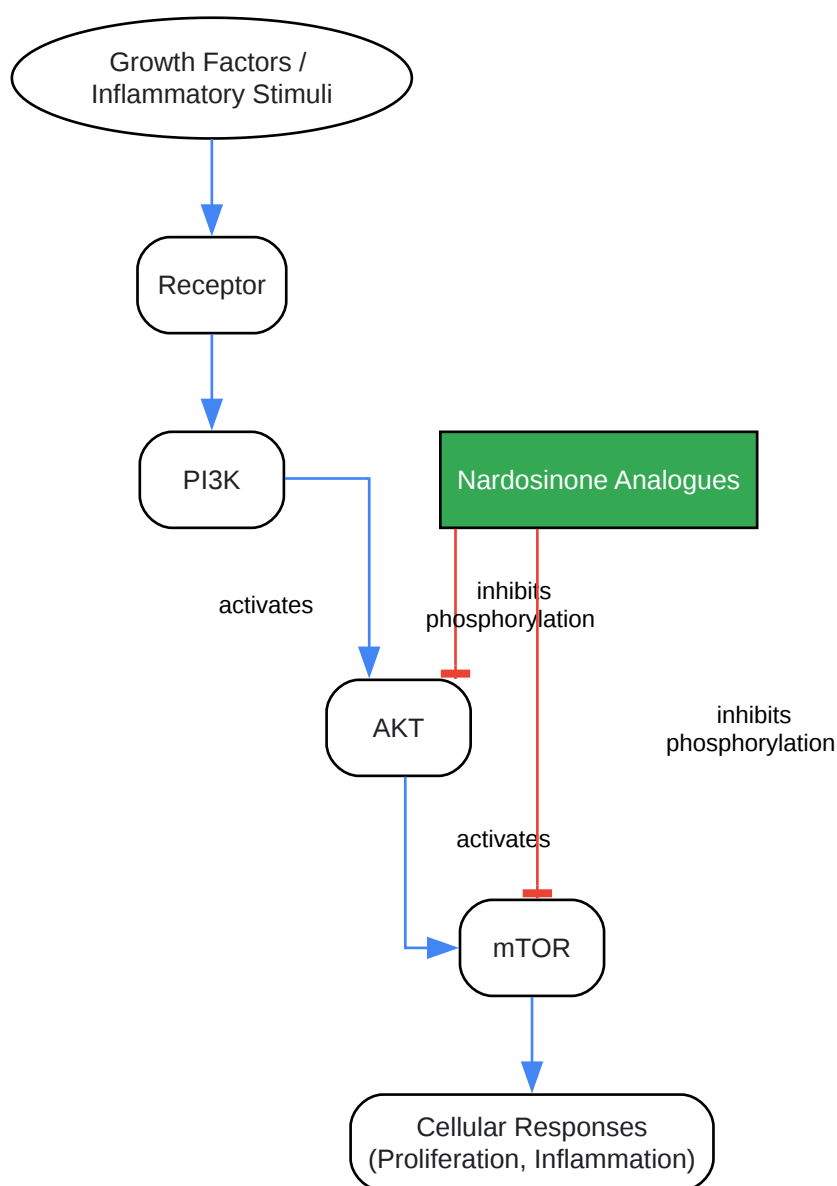 Growth Factors /
Inflammatory Stimuli
Receptor
PI3K
Nardosinone Analogues
activates
inhibits
phosphorylation
AKT
inhibits
phosphorylation
activates
mTOR
Cellular Responses
(Proliferation, Inflammation)